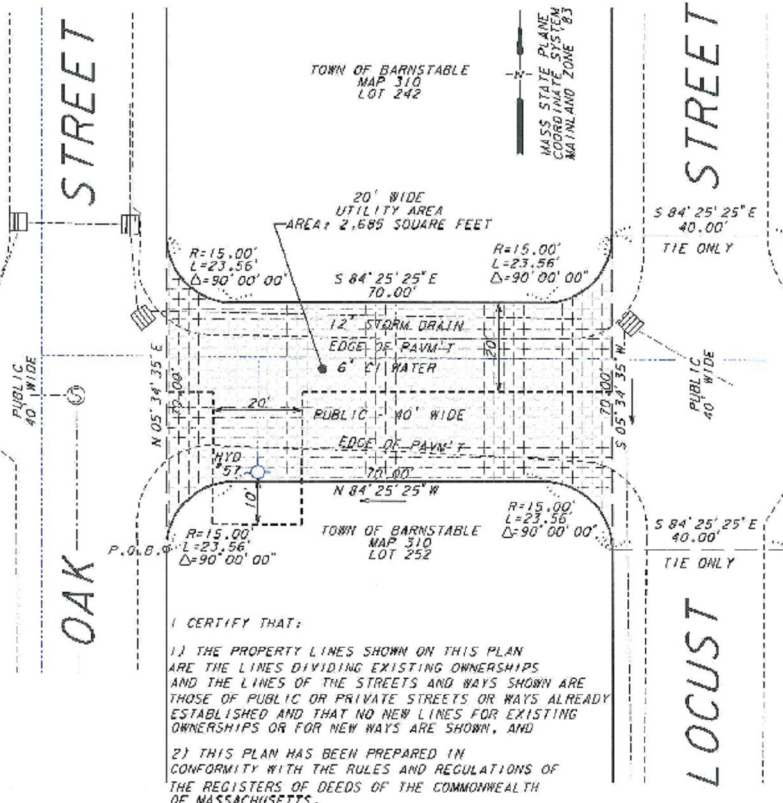 STREET
TOWN OF BARNSTABLE
MAP 310
LOT 242
MASS STATE PLANE
COORDINATE SYSTEM
MAINLAND ZONE '83
N
STREET
20' WIDE
UTILITY AREA
AREA: 2,685 SQUARE FEET
S 84° 25' 25" E
40.00'
TIE ONLY
R=15.00'
L=23.56'
Δ=90° 00' 00"
S 84° 25' 25" E
70.00'
R=15.00'
L=23.56'
Δ=90° 00' 00"
12" STORM DRAIN
EDGE OF PAVM'T
6" CI WATER
20'
PUBLIC
40' WIDE
S
N 05° 34' 35" E
70.00'
20'
PUBLIC - 40' WIDE
EDGE OF PAVM'T
70.00'
S 05° 34' 35" W
PUBLIC
40' WIDE
HYD
57
10'
70.00'
N 84° 25' 25" W
P.O.B.
R=15.00'
L=23.56'
Δ=90° 00' 00"
TOWN OF BARNSTABLE
MAP 310
LOT 252
R=15.00'
L=23.56'
Δ=90° 00' 00"
S 84° 25' 25" E
40.00'
TIE ONLY
OAK
LOCUST
I CERTIFY THAT:
1) THE PROPERTY LINES SHOWN ON THIS PLAN
ARE THE LINES DIVIDING EXISTING OWNERSHIPS
AND THE LINES OF THE STREETS AND WAYS SHOWN ARE
THOSE OF PUBLIC OR PRIVATE STREETS OR WAYS ALREADY
ESTABLISHED AND THAT NO NEW LINES FOR EXISTING
OWNERSHIPS OR FOR NEW WAYS ARE SHOWN, AND
2) THIS PLAN HAS BEEN PREPARED IN
CONFORMITY WITH THE RULES AND REGULATIONS OF
THE REGISTERS OF DEEDS OF THE COMMONWEALTH
OF MASSACHUSETTS.